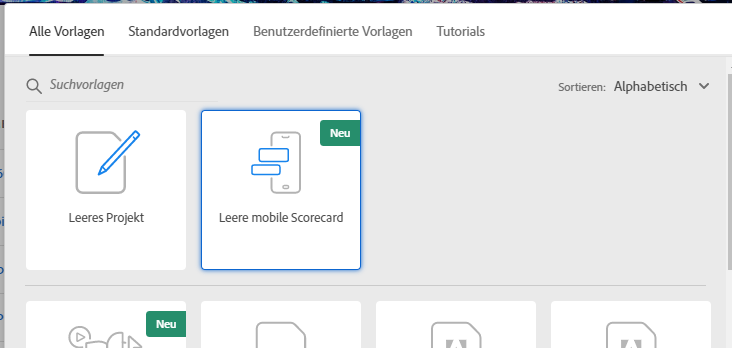 Alle Vorlagen Standardvorlagen Benutzerdefinierte Vorlagen Tutorials
Suchvorlagen
Sortieren: Alphabetisch
Neu
Leeres Projekt
Leere mobile Scorecard
Neu